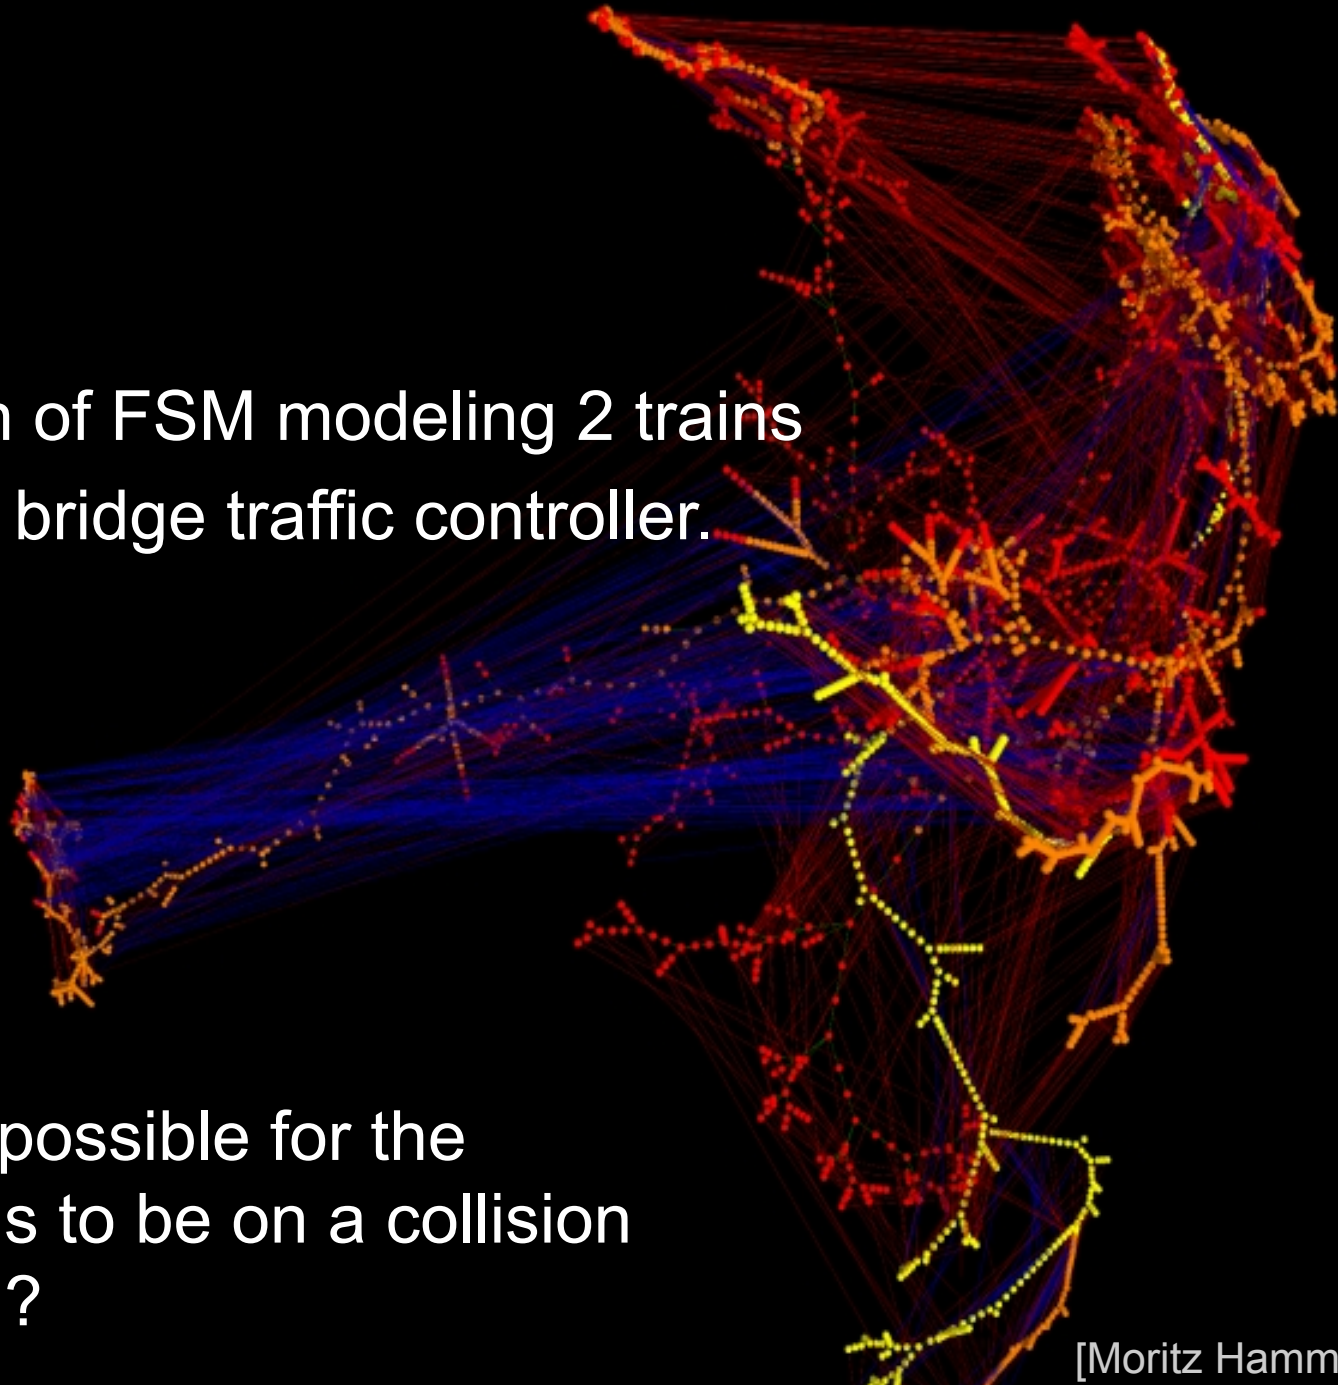 of FSM modeling 2 trains
bridge traffic controller.
possible for the
s to be on a collision
?
[Moritz Hamm